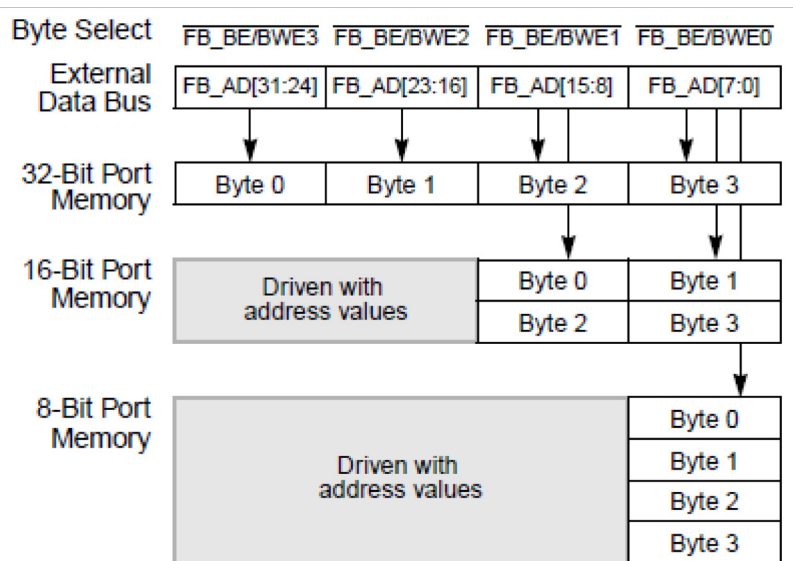 Byte Select FB_BE/BWE3 FB_BE/BWE2 FB_BE/BWE1 FB_BE/BWE0
External
Data Bus
FB_AD[31:24] FB_AD[23:16] FB_AD[15:8] FB_AD[7:0]
32-Bit Port
Memory
Byte 0 Byte 1 Byte 2 Byte 3
16-Bit Port
Memory
Driven with
address values
Byte 0 Byte 1
Byte 2 Byte 3
8-Bit Port
Memory
Driven with
address values
Byte 0
Byte 1
Byte 2
Byte 3